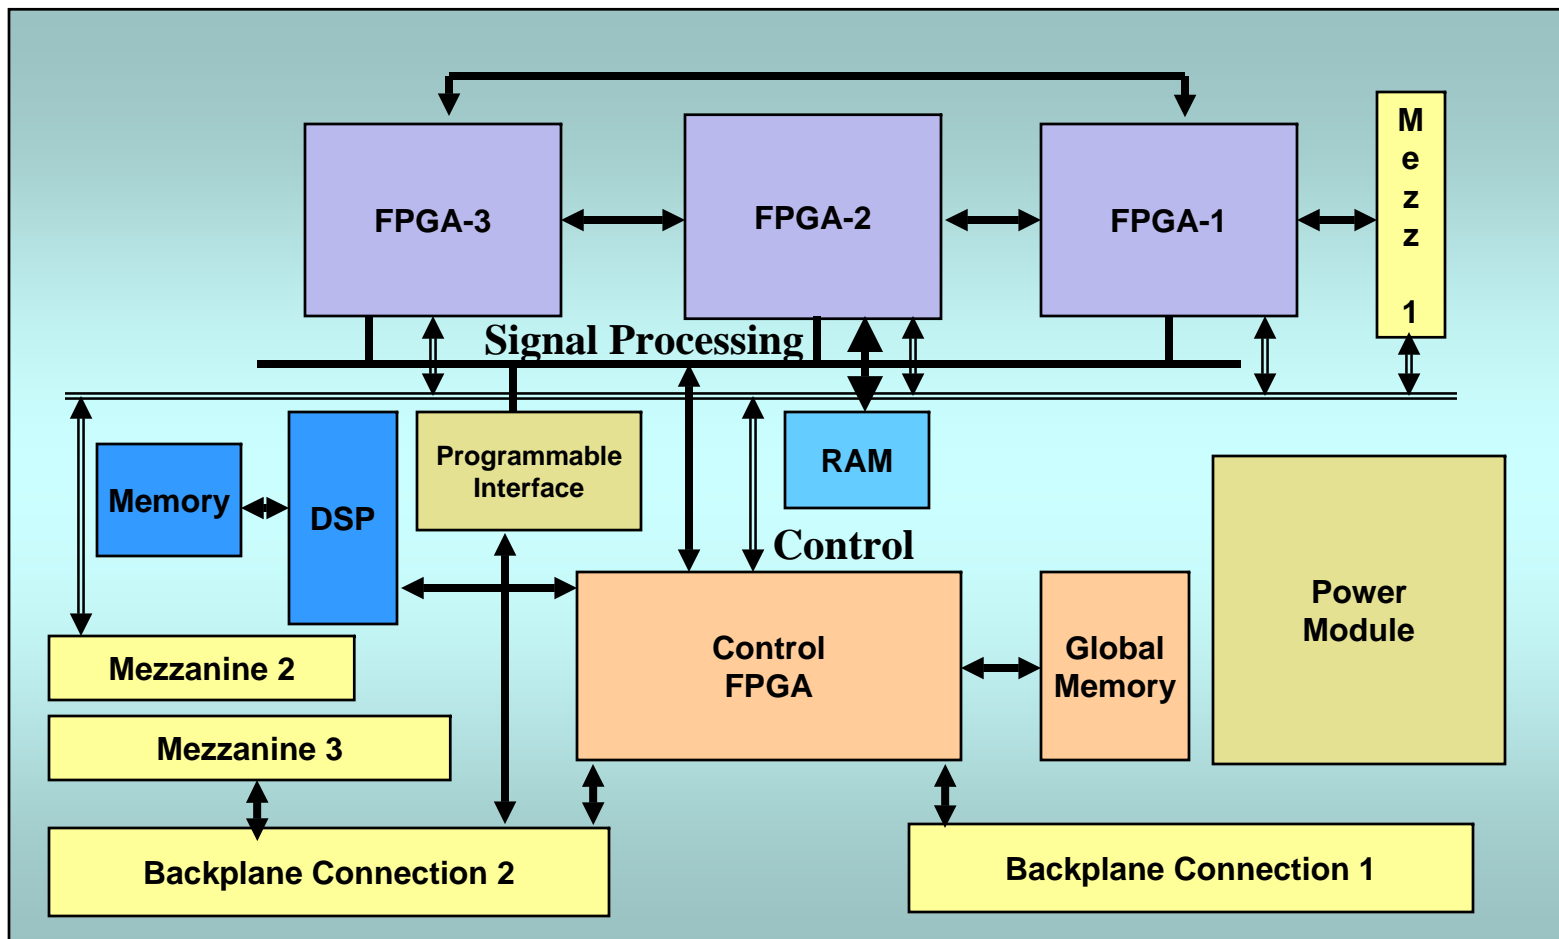 FPGA-3
FPGA-2
FPGA-1
Mezz 1
Signal Processing
Memory
DSP
Programmable
Interface
RAM
Control
Power
Module
Mezzanine 2
Control
FPGA
Global
Memory
Mezzanine 3
Backplane Connection 2
Backplane Connection 1